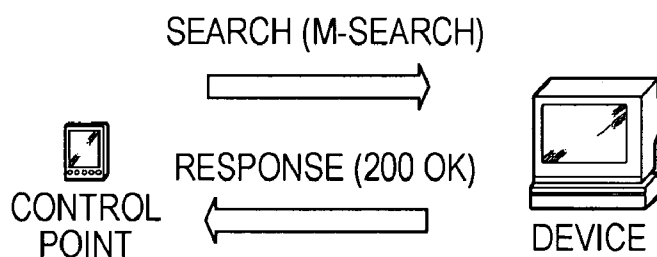 SEARCH (M-SEARCH)
RESPONSE (200 OK)
CONTROL
POINT
DEVICE